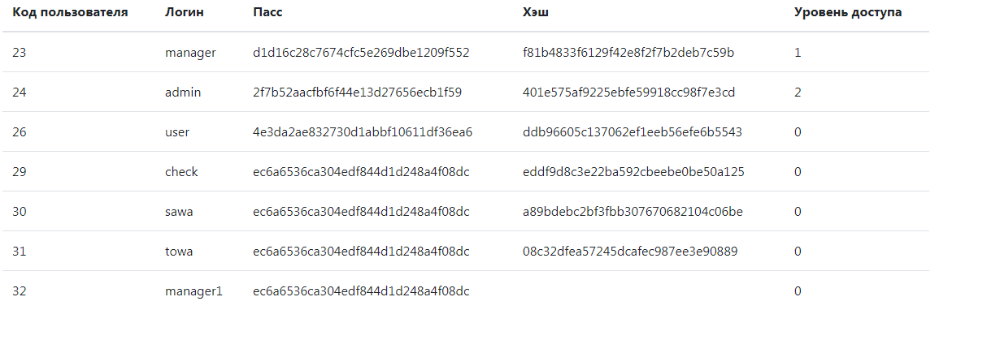 Код пользователя Логин Пасс Хэш Уровень доступа
23 manager d1d16c28c7674cfc5e269dbe1209f552 f81b4833f6129f42e8f2f7b2deb7c59b 1
24 admin 2f7b52aacfbf6f44e13d27656ecb1f59 401e575af9225ebfe59918cc98f7e3cd 2
26 user 4e3da2ae832730d1abbf10611df36ea6 ddb96605c137062ef1eeb56efe6b5543 0
29 check ec6a6536ca304edf844d1d248a4f08dc eddf9d8c3e22ba592cbeebe0be50a125 0
30 sawa ec6a6536ca304edf844d1d248a4f08dc a89bdebc2bf3fbb307670682104c06be 0
31 towa ec6a6536ca304edf844d1d248a4f08dc 08c32dfea57245dcafec987ee3e90889 0
32 manager1 ec6a6536ca304edf844d1d248a4f08dc 0